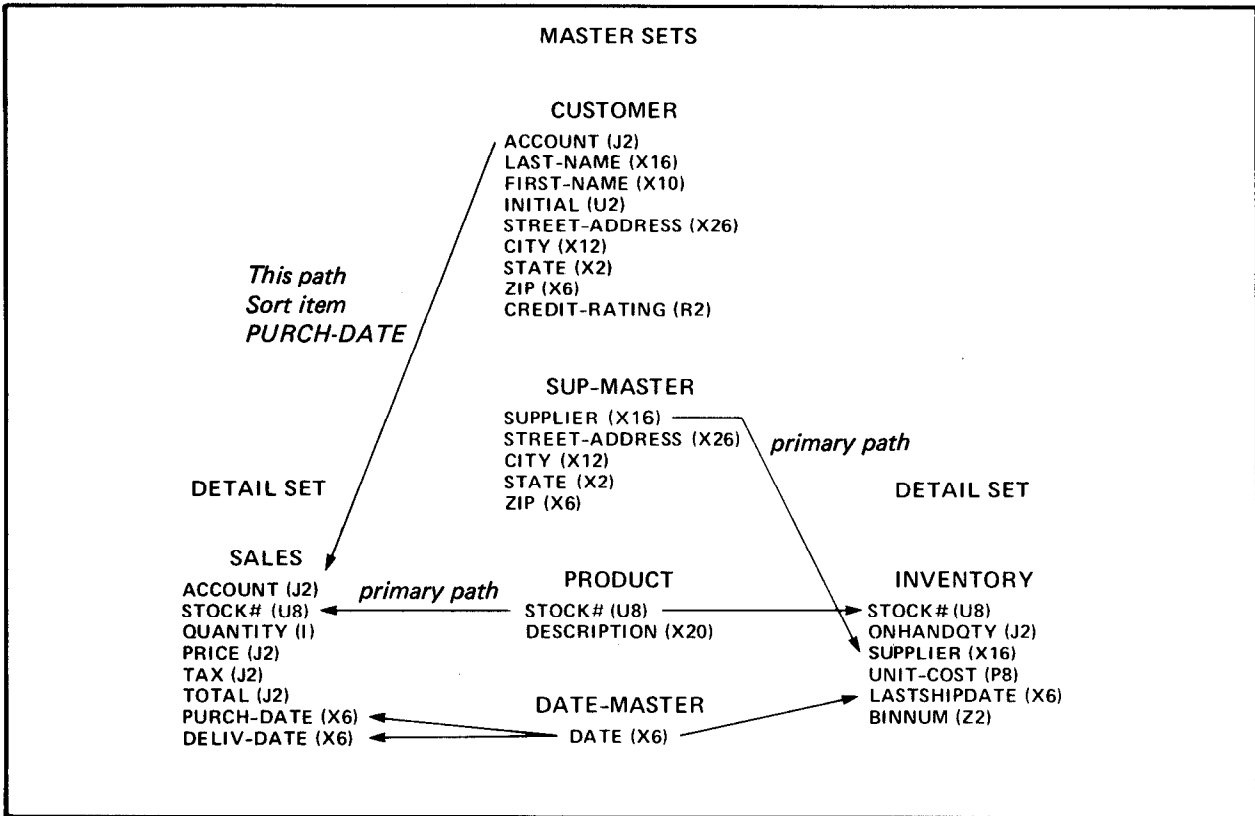 MASTER SETS
CUSTOMER
ACCOUNT (J2)
LAST-NAME (X16)
FIRST-NAME (X10)
INITIAL (U2)
STREET-ADDRESS (X26)
CITY (X12)
STATE (X2)
ZIP (X6)
CREDIT-RATING (R2)
This path
Sort item
PURCH-DATE
SUP-MASTER
SUPPLIER (X16)
STREET-ADDRESS (X26)
CITY (X12)
STATE (X2)
ZIP (X6)
primary path
DETAIL SET
SALES
ACCOUNT (J2)
STOCK# (U8)
QUANTITY (I)
PRICE (J2)
TAX (J2)
TOTAL (J2)
PURCH-DATE (X6)
DELIV-DATE (X6)
primary path
PRODUCT
STOCK# (U8)
DESCRIPTION (X20)
DATE-MASTER
DATE (X6)
DETAIL SET
INVENTORY
STOCK# (U8)
ONHANDQTY (J2)
SUPPLIER (X16)
UNIT-COST (P8)
LASTSHIPDATE (X6)
BINNUM (Z2)